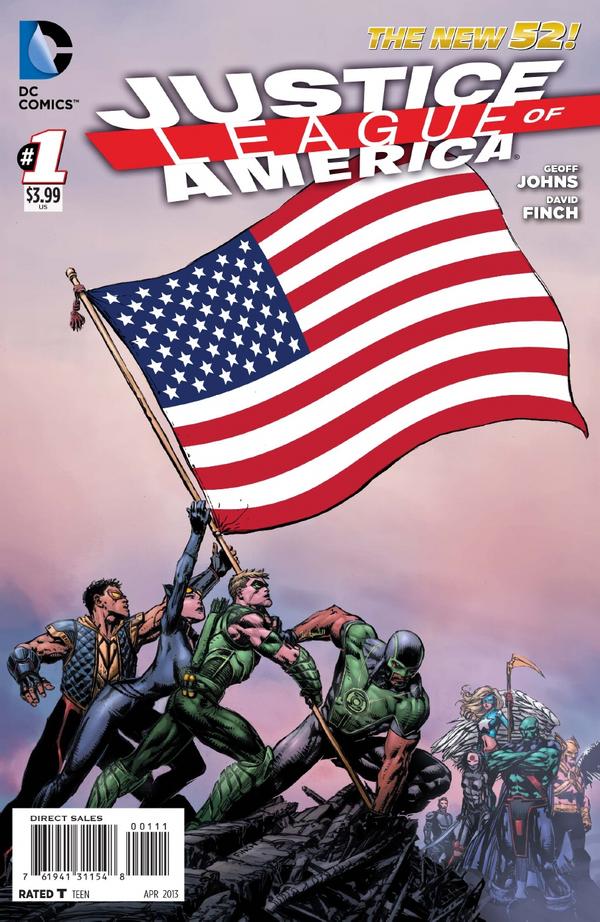 THE NEW 52!
DC
COMICS™
JUSTICE
LEAGUE OF
AMERICA®
#1
$3.99
US
GEOFF
JOHNS
DAVID
FINCH
DIRECT SALES
00111
7 61941 31154 8
RATED T TEEN APR 2013